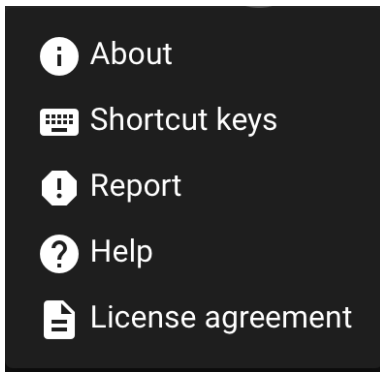 About
Shortcut keys
Report
Help
License agreement